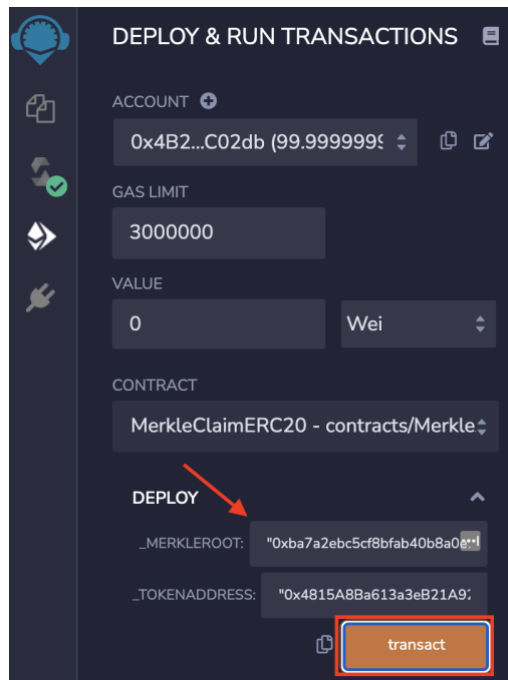 DEPLOY & RUN TRANSACTIONS
ACCOUNT
0x4B2...C02db (99.9999999
GAS LIMIT
3000000
VALUE
0
Wei
CONTRACT
MerkleClaimERC20 - contracts/Merkle
DEPLOY
_MERKLEROOT:
"0xba7a2ebc5cf8bfab40b8a0e
_TOKENADDRESS:
"0x4815A8Ba613a3eB21A92
transact